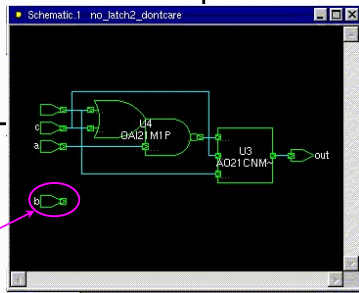 Schematic.1 no_latch2_dontcare
U4
OAI21M1P
c
a
U3
AO21CNM~
out
b